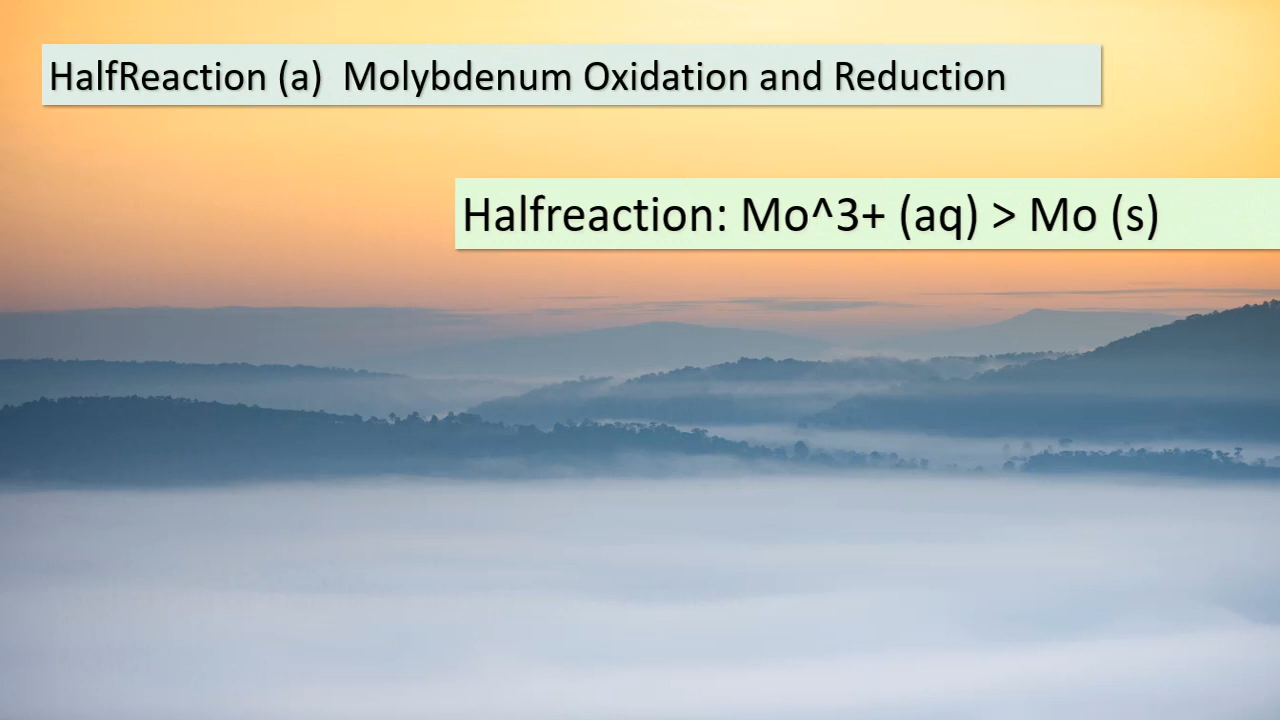 HalfReaction (a)  Molybdenum Oxidation and Reduction
Halfreaction: Mo^3+ (aq) > Mo (s)